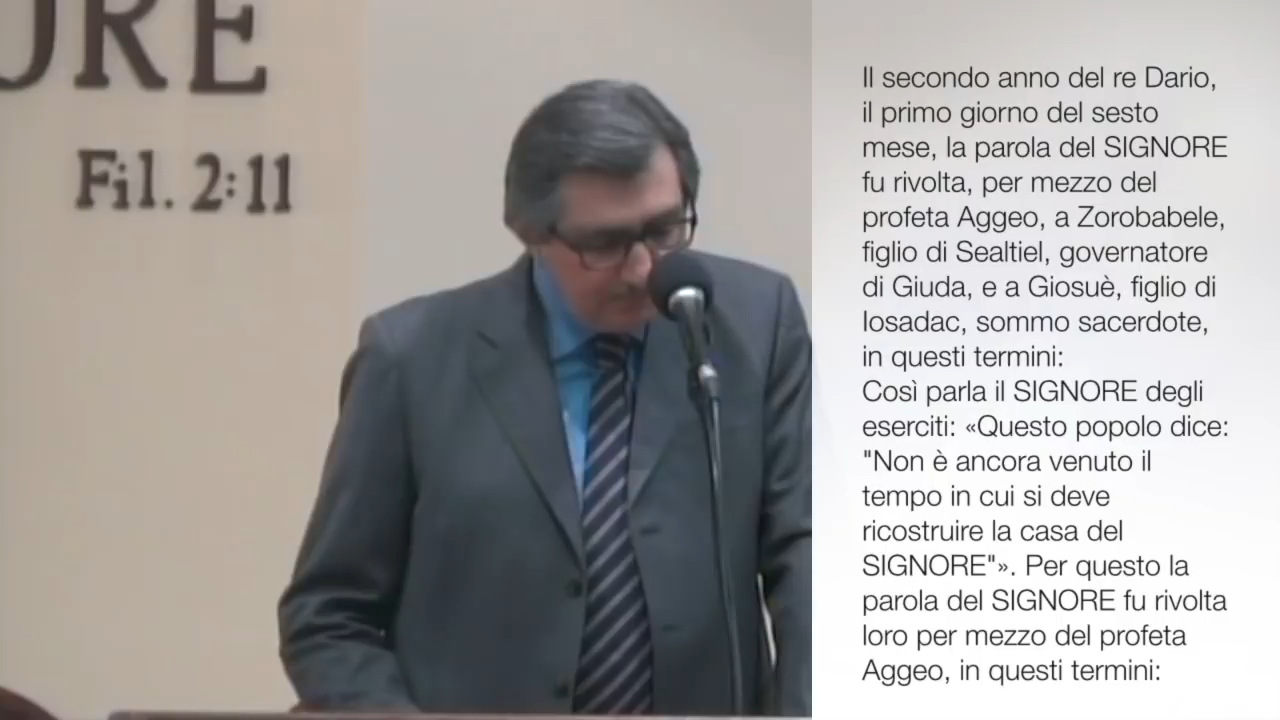 ORE
Fil. 2:11
Il secondo anno del re Dario,
il primo giorno del sesto
mese, la parola del SIGNORE
fu rivolta, per mezzo del
profeta Aggeo, a Zorobabele,
figlio di Sealtiel, governatore
di Giuda, e a Giosuè, figlio di
Iosadac, sommo sacerdote,
in questi termini:
Così parla il SIGNORE degli
eserciti: «Questo popolo dice:
"Non è ancora venuto il
tempo in cui si deve
ricostruire la casa del
SIGNORE"». Per questo la
parola del SIGNORE fu rivolta
loro per mezzo del profeta
Aggeo, in questi termini: